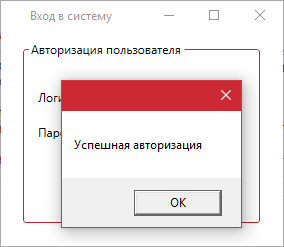 Вход в систему
Авторизация пользователя
Успешная авторизация
OK